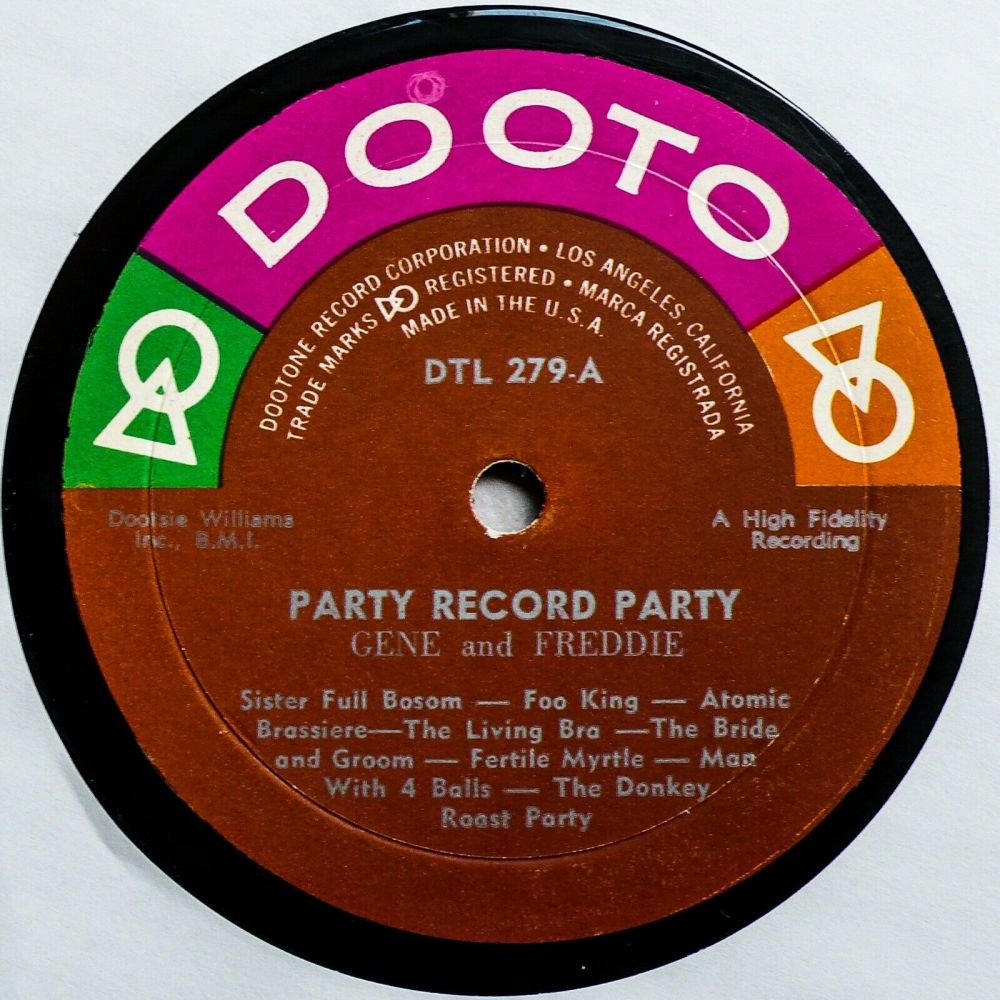 DOOTO
DOOTONE RECORD CORPORATION • LOS ANGELES, CALIFORNIA
TRADE MARKS REGISTERED • MARCA REGISTRADA
MADE IN THE U.S.A.
DTL 279-A
Dootsie Williams
Inc., B.M.I.
A High Fidelity
Recording
PARTY RECORD PARTY
GENE and FREDDIE
Sister Full Bosom — Foo King — Atomic
Brassiere—The Living Bra —The Bride
and Groom — Fertile Myrtle — Man
With 4 Balls — The Donkey
Roast Party